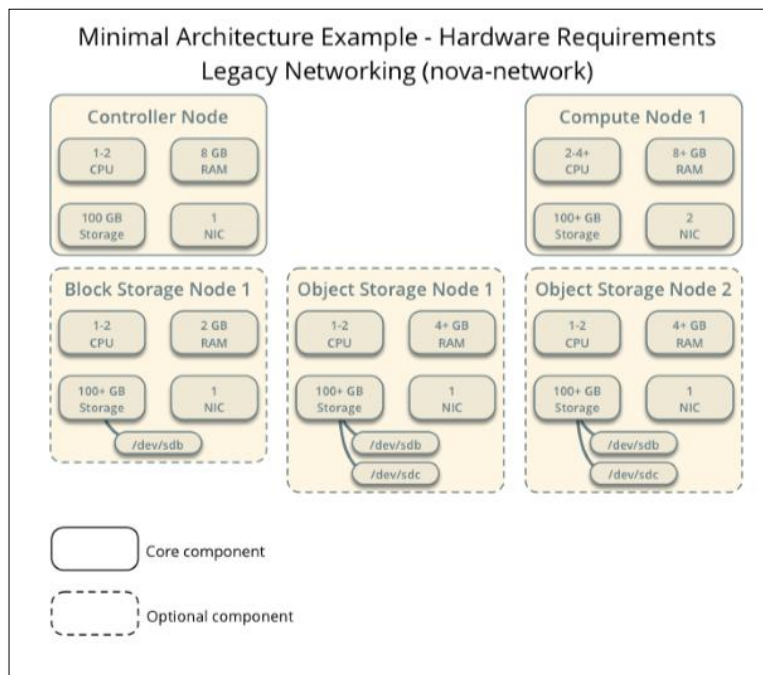 Minimal Architecture Example - Hardware Requirements
Legacy Networking (nova-network)
Controller Node
1-2
CPU
8 GB
RAM
100 GB
Storage
1
NIC
Compute Node 1
2-4+
CPU
8+ GB
RAM
100+ GB
Storage
2
NIC
Block Storage Node 1
1-2
CPU
2 GB
RAM
100+ GB
Storage
1
NIC
/dev/sdb
Object Storage Node 1
1-2
CPU
4+ GB
RAM
100+ GB
Storage
1
NIC
/dev/sdb
/dev/sdc
Object Storage Node 2
1-2
CPU
4+ GB
RAM
100+ GB
Storage
1
NIC
/dev/sdb
/dev/sdc
Core component
Optional component